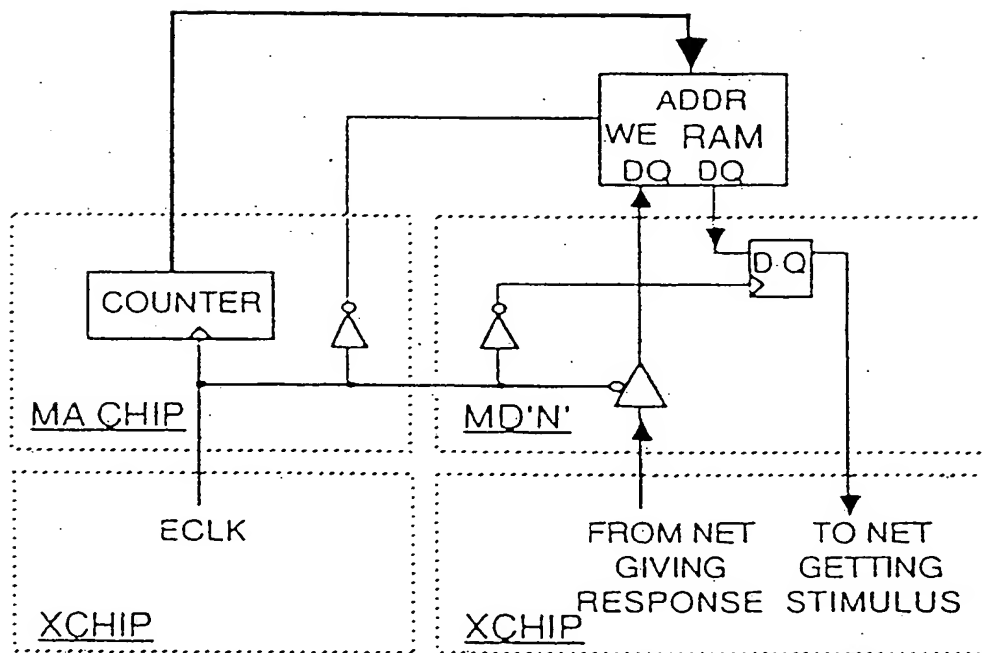 ADDR
WE RAM
DQ DQ
D Q
COUNTER
MA CHIP
MD'N'
ECLK
XCHIP
FROM NET
GIVING
RESPONSE
TO NET
GETTING
STIMULUS
XCHIP